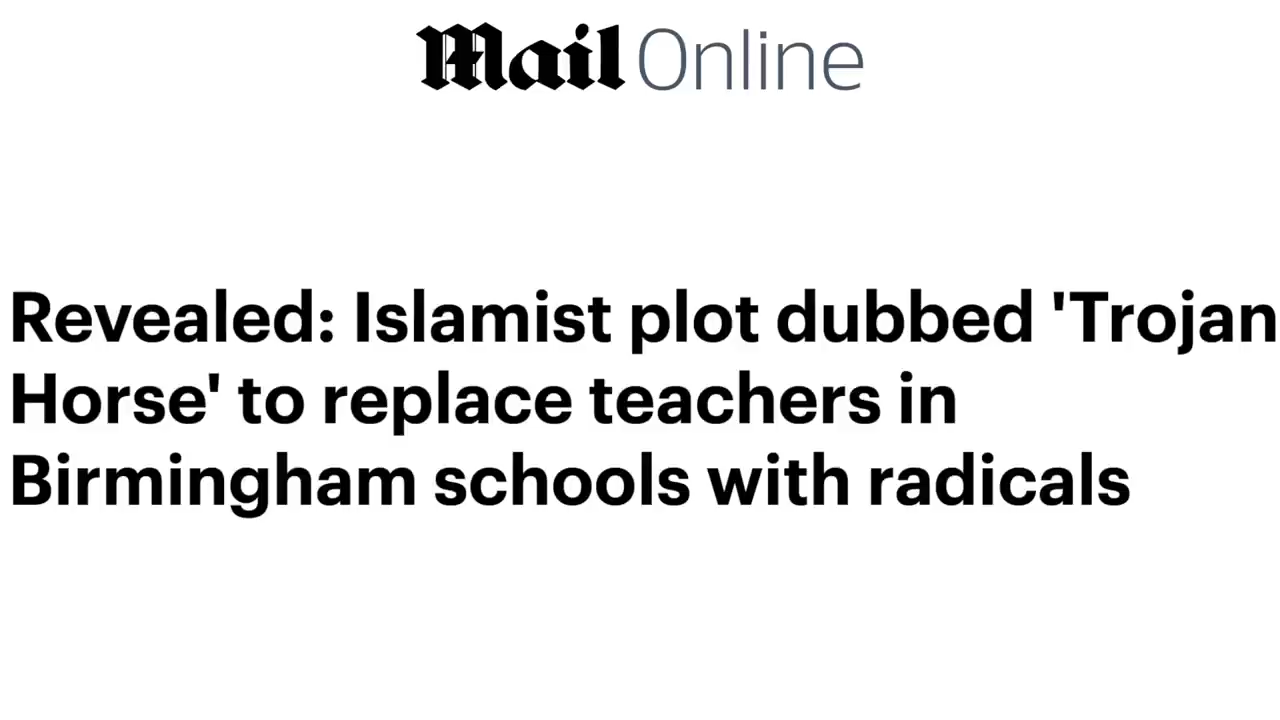 Mail Online
Revealed: Islamist plot dubbed 'Trojan
Horse' to replace teachers in
Birmingham schools with radicals